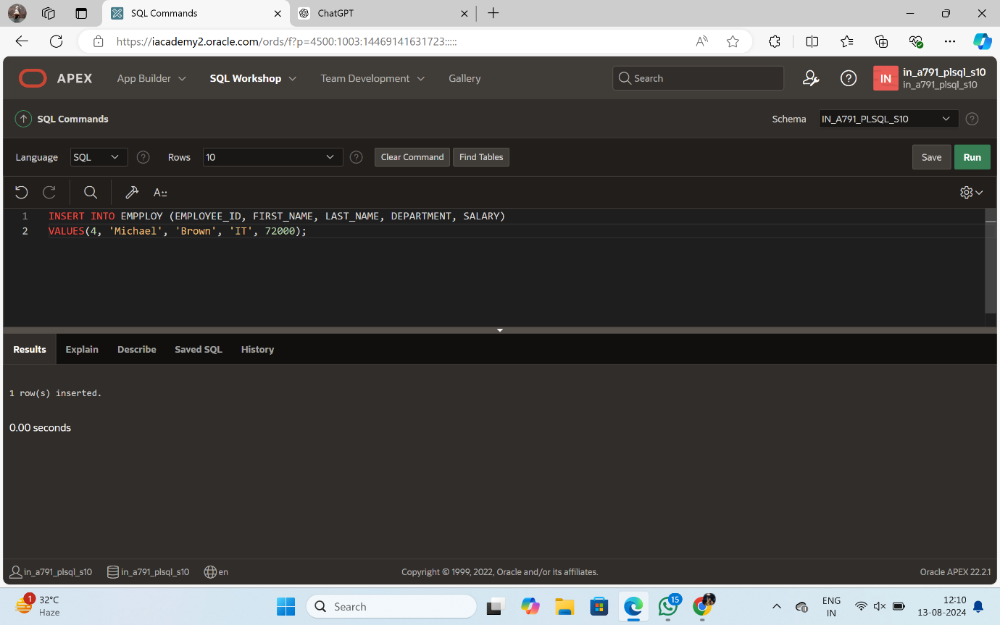 SQL Commands
ChatGPT
https://iacademy2.oracle.com/ords/f?p=4500:1003:14469141631723:::::
APEX App Builder SQL Workshop Team Development Gallery Search IN in_a791_plsql_s10
in_a791_plsql_s10
SQL Commands Schema IN_A791_PLSQL_S10 ?
Language SQL ? Rows 10 ? Clear Command Find Tables Save Run
A
1 INSERT INTO EMPPLOY (EMPLOYEE_ID, FIRST_NAME, LAST_NAME, DEPARTMENT, SALARY)
2 VALUES(4, 'Michael', 'Brown', 'IT', 72000);
Results Explain Describe Saved SQL History
1 row(s) inserted.
0.00 seconds
in_a791_plsql_s10 in_a791_plsql_s10 en Copyright © 1999, 2022, Oracle and/or its affiliates. Oracle APEX 22.2.1
1 32°C
Haze
Search
15
ENG
IN
12:10
13-08-2024